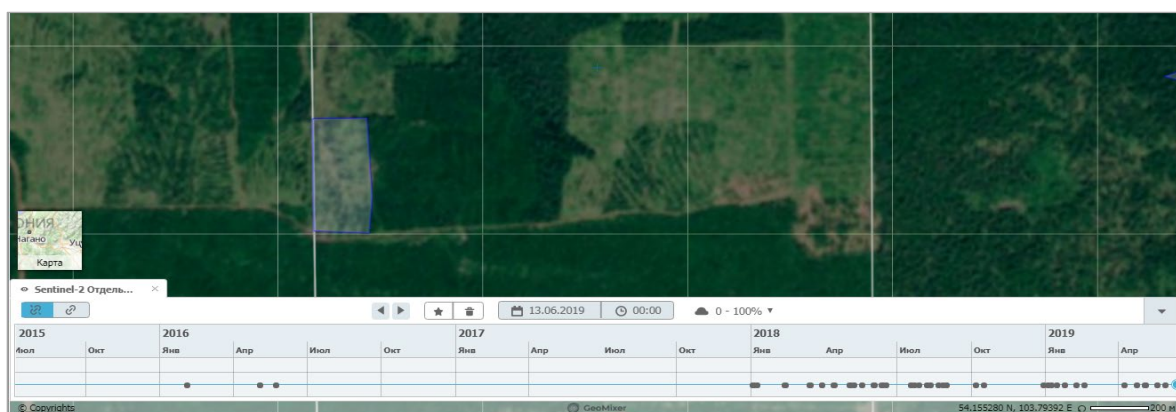 ОНИЯ
Нагано
Карта
Sentinel-2 Отдель... ×
13.06.2019 00:00 0 - 100% ▼
2015 2016 2017 2018 2019
Июл Окт Янв Апр Июл Окт Янв Апр Июл Окт Янв Апр Июл Окт Янв Апр
© Copyrights GeoMixer 54.155280 N, 103.79392 E 200 м